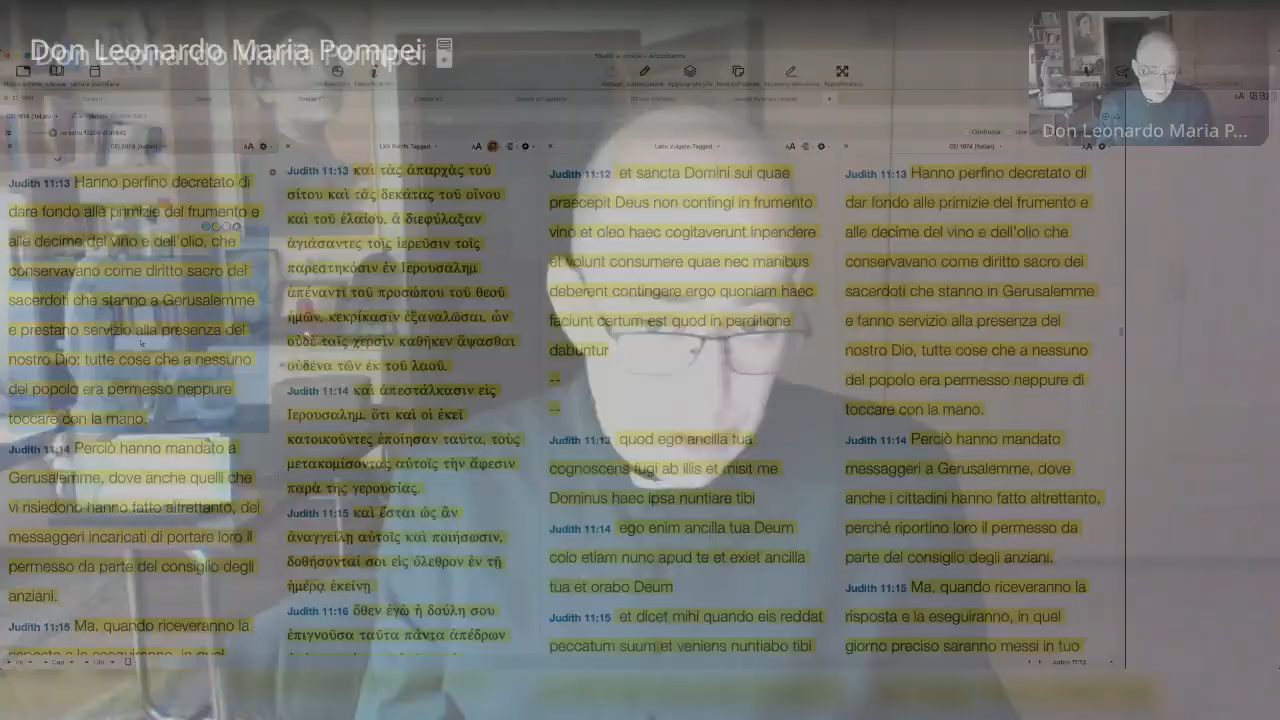 Don Leonardo Maria Pompei
Don Leonardo Maria P...
Judith 11:13 Hanno perfino decretato di
dare fondo alle primizie del frumento e
alle decime del vino e dell'olio, che
conservavano come diritto sacro dei
sacerdoti che stanno a Gerusalemme
e prestano servizio alla presenza del
nostro Dio: tutte cose che a nessuno
del popolo era permesso neppure
toccare con la mano.
Judith 11:14 Perciò hanno mandato a
Gerusalemme, dove anche quelli che
vi risiedono hanno fatto altrettanto, dei
messaggeri incaricati di portare loro il
permesso da parte del consiglio degli
anziani.
Judith 11:15 Ma, quando riceveranno la
risposta e la eseguiranno, in quel
LXX Rahlfs Tagged
Judith 11:13 καὶ τὰς ἀπαρχὰς τοῦ
σίτου καὶ τὰς δεκάτας τοῦ οἴνου
καὶ τοῦ ἐλαίου, ἃ διεφύλαξαν
ἁγιάσαντες τοῖς ἱερεῦσιν τοῖς
παρεστηκόσιν ἐν Ιερουσαλημ
ἀπέναντι τοῦ προσώπου τοῦ θεοῦ
ἡμῶν, κεκρίκασιν ἐξαναλῶσαι, ὧν
οὐδὲ ταῖς χερσὶν καθῆκεν ἅψασθαι
οὐδένα τῶν ἐκ τοῦ λαοῦ.
Judith 11:14 καὶ ἀπεστάλκασιν εἰς
Ιερουσαλημ, ὅτι καὶ οἱ ἐκεῖ
κατοικοῦντες ἐποίησαν ταῦτα, τοὺς
μετακομίσοντας αὐτοῖς τὴν ἄφεσιν
παρὰ τῆς γερουσίας.
Judith 11:15 καὶ ἔσται ὡς ἂν
ἀναγγείλῃ αὐτοῖς καὶ ποιήσωσιν,
δοθήσονταί σοι εἰς ὄλεθρον ἐν τῇ
ἡμέρᾳ ἐκείνῃ.
Judith 11:16 ὅθεν ἐγὼ ἡ δούλη σου
ἐπιγνοῦσα ταῦτα πάντα ἀπέδρων
Latin_Vulgate-Tagged
Judith 11:12 et sancta Domini sui quae
praecepit Deus non contingi in frumento
vino et oleo haec cogitaverunt inpendere
et volunt consumere quae nec manibus
deberent contingere ergo quoniam haec
faciunt certum est quod in perditione
dabuntur
--
--
Judith 11:13 quod ego ancilla tua
cognoscens fugi ab illis et misit me
Dominus haec ipsa nuntiare tibi
Judith 11:14 ego enim ancilla tua Deum
colo etiam nunc apud te et exiet ancilla
tua et orabo Deum
Judith 11:15 et dicet mihi quando eis reddat
peccatum suum et veniens nuntiabo tibi
CEI 1974 (Italian)
Judith 11:13 Hanno perfino decretato di
dar fondo alle primizie del frumento e
alle decime del vino e dell'olio che
conservavano come diritto sacro dei
sacerdoti che stanno in Gerusalemme
e fanno servizio alla presenza del
nostro Dio, tutte cose che a nessuno
del popolo era permesso neppure di
toccare con la mano.
Judith 11:14 Perciò hanno mandato
messaggeri a Gerusalemme, dove
anche i cittadini hanno fatto altrettanto,
perché riportino loro il permesso da
parte del consiglio degli anziani.
Judith 11:15 Ma, quando riceveranno la
risposta e la eseguiranno, in quel
giorno preciso saranno messi in tuo
Judith 11:13